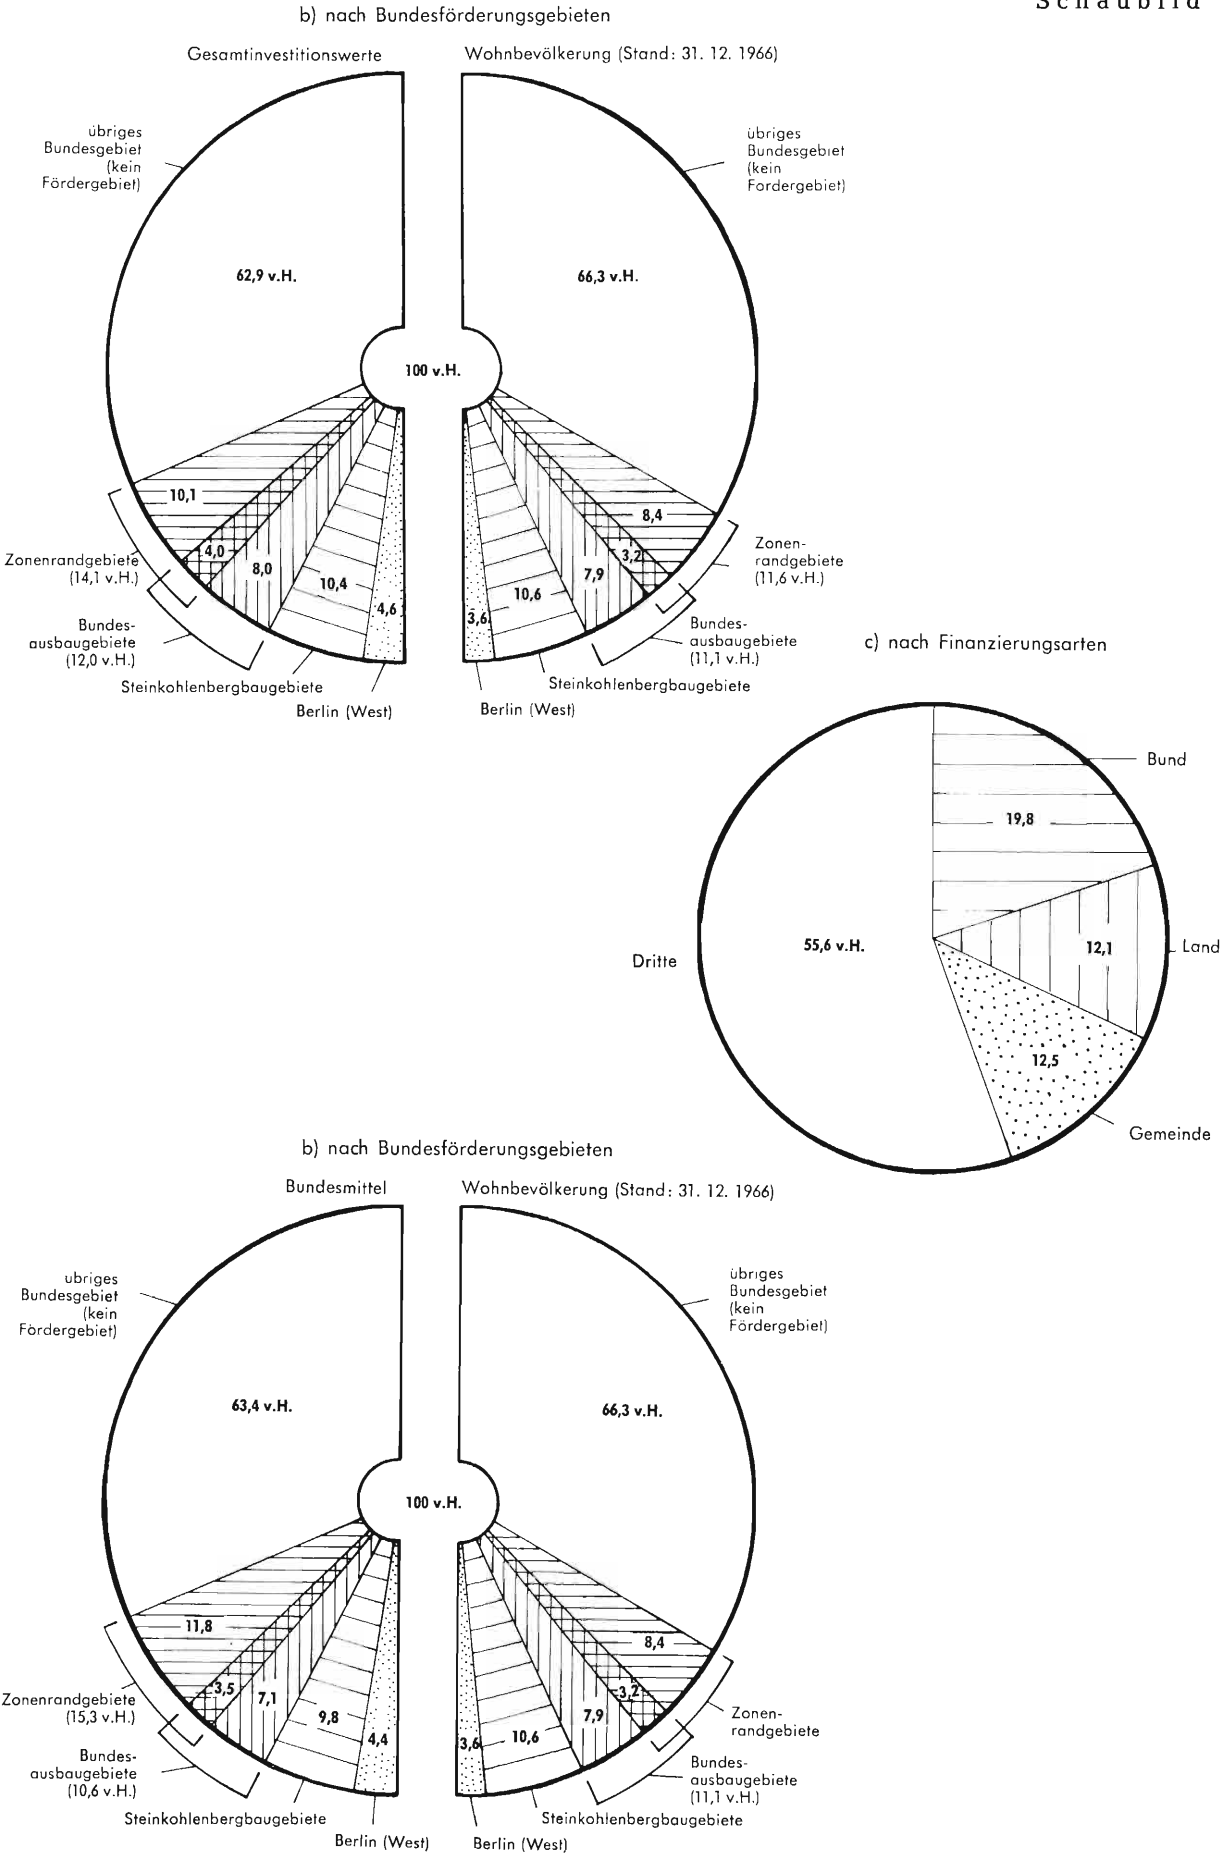 Schaubild
b) nach Bundesförderungsgebieten
Gesamtinvestitionswerte
Wohnbevölkerung (Stand: 31. 12. 1966)
übriges
Bundesgebiet
(kein
Fördergebiet)
übriges
Bundesgebiet
(kein
Fordergebiet)
62,9 v.H.
66,3 v.H.
100 v.H.
10,1
4,0
8,0
10,4
4,6
3,6
10,6
7,9
3,2
8,4
Zonenrandgebiete
(14,1 v.H.)
Bundes-
ausbaugebiete
(12,0 v.H.)
Steinkohlenbergbaugebiete
Berlin (West)
Zonen-
randgebiete
(11,6 v.H.)
Bundes-
ausbaugebiete
(11,1 v.H.)
Steinkohlenbergbaugebiete
Berlin (West)
c) nach Finanzierungsarten
Bund
19,8
Land
12,1
Dritte
55,6 v.H.
12,5
Gemeinde
b) nach Bundesförderungsgebieten
Bundesmittel
Wohnbevölkerung (Stand: 31. 12. 1966)
ubriges
Bundesgebiet
(kein
Fördergebiet)
übriges
Bundesgebiet
(kein
Fördergebiet)
63,4 v.H.
66,3 v.H.
100 v.H.
11,8
3,5
7,1
9,8
4,4
3,6
10,6
7,9
3,2
8,4
Zonenrandgebiete
(15,3 v.H.)
Bundes-
ausbaugebiete
(10,6 v.H.)
Steinkohlenbergbaugebiete
Berlin (West)
Zonen-
randgebiete
Bundes-
ausbaugebiete
(11,1 v.H.)
Steinkohlenbergbaugebiete
Berlin (West)